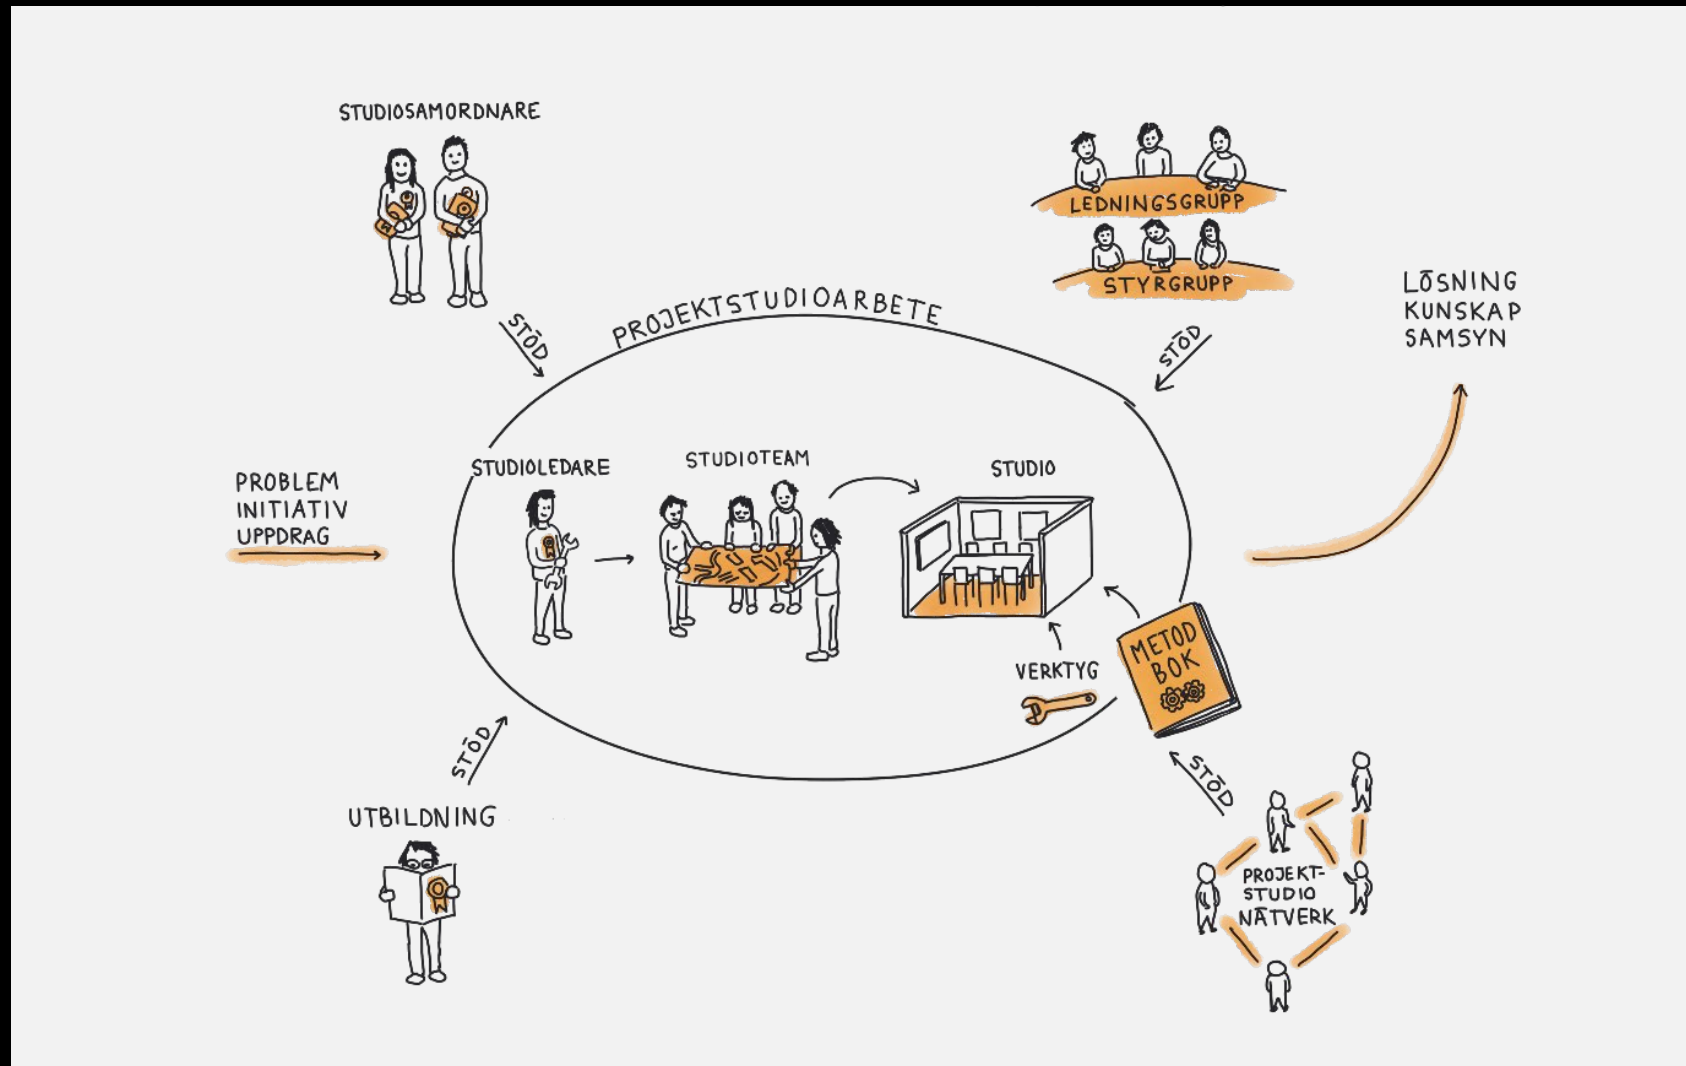 STUDIOSAMORDNARE
LEDNINGSGRUPP
STYRGRUPP
STÖD
PROJEKTSTUDIOARBETE
STÖD
LÖSNING
KUNSKAP
SAMSYN
PROBLEM
INITIATIV
UPPDRAG
STUDIOLEDARE
STUDIOTEAM
STUDIO
VERKTYG
METOD
BOK
STÖD
UTBILDNING
STÖD
PROJEKT-
STUDIO
NÄTVERK